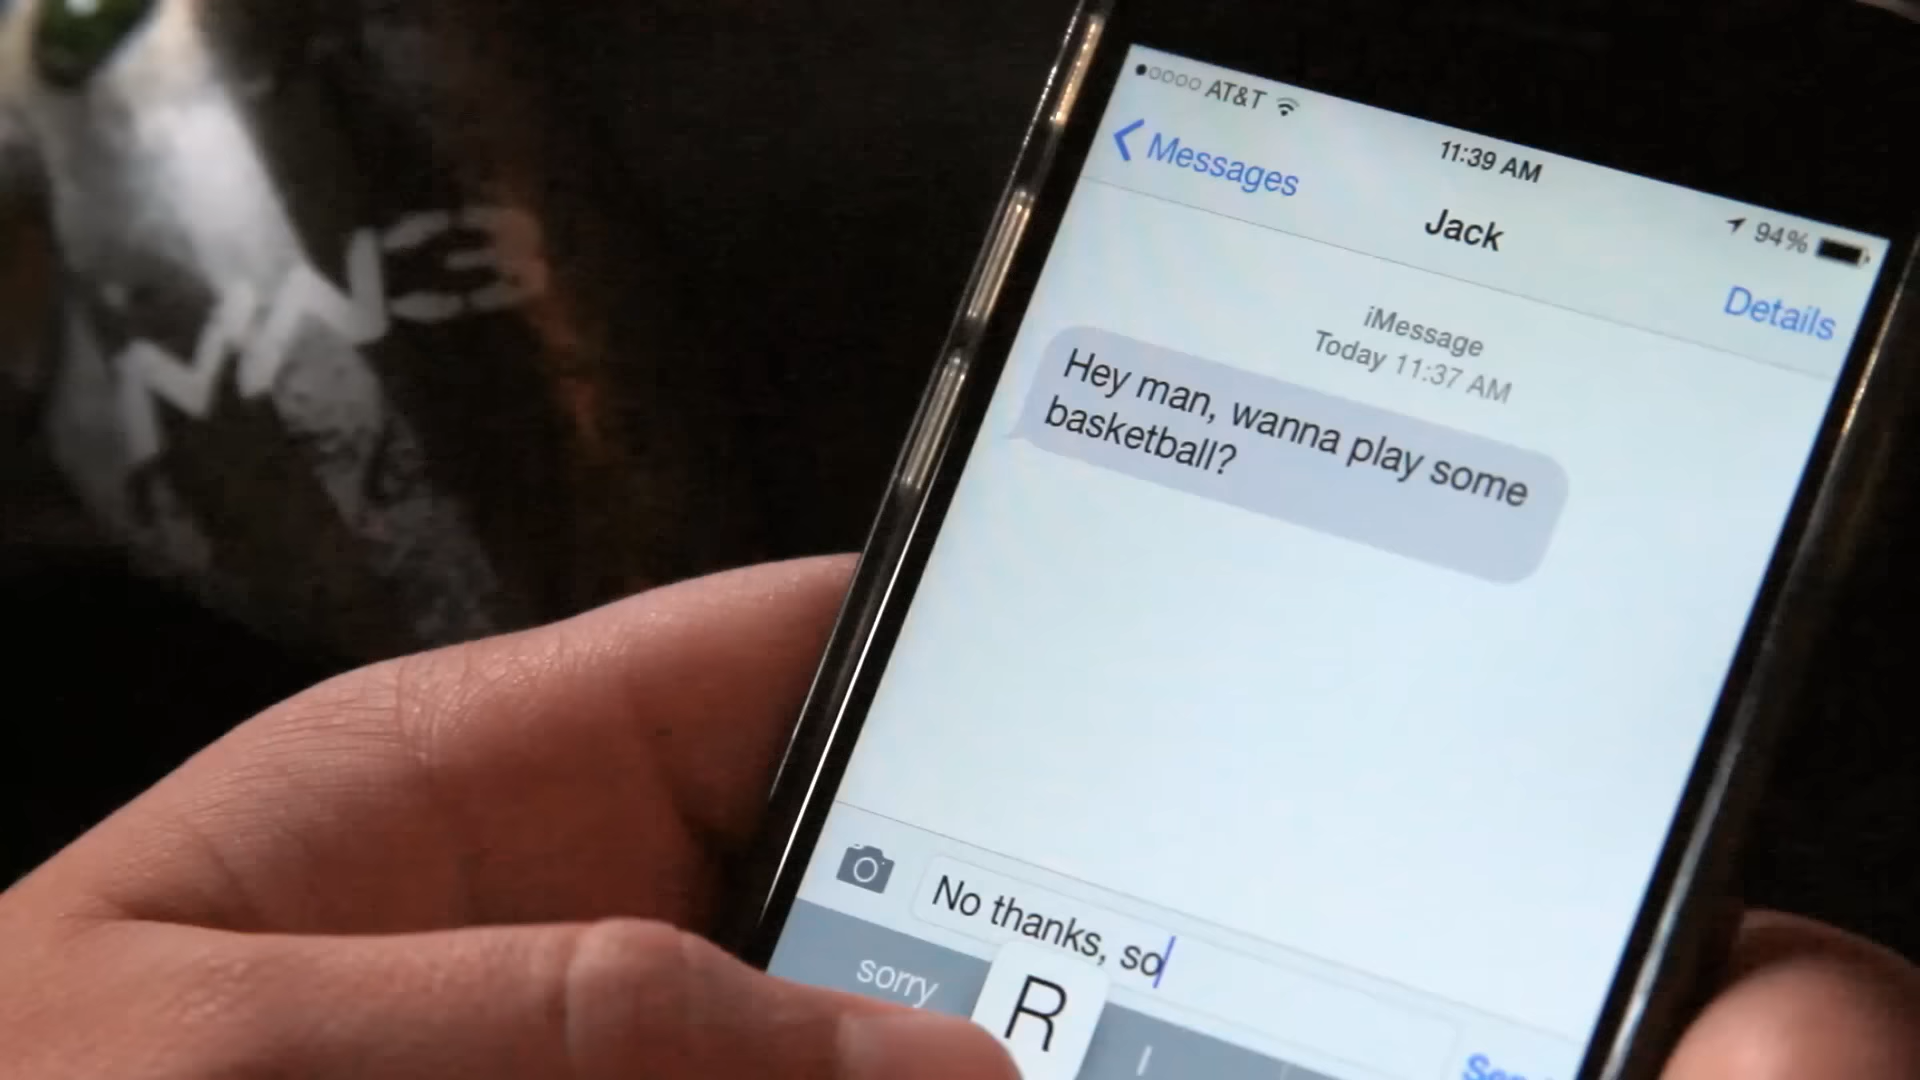 AT&T
11:39 AM
94%
Messages
Jack
Details
iMessage
Today 11:37 AM
Hey man, wanna play some
basketball?
No thanks, so
sorry
R
I